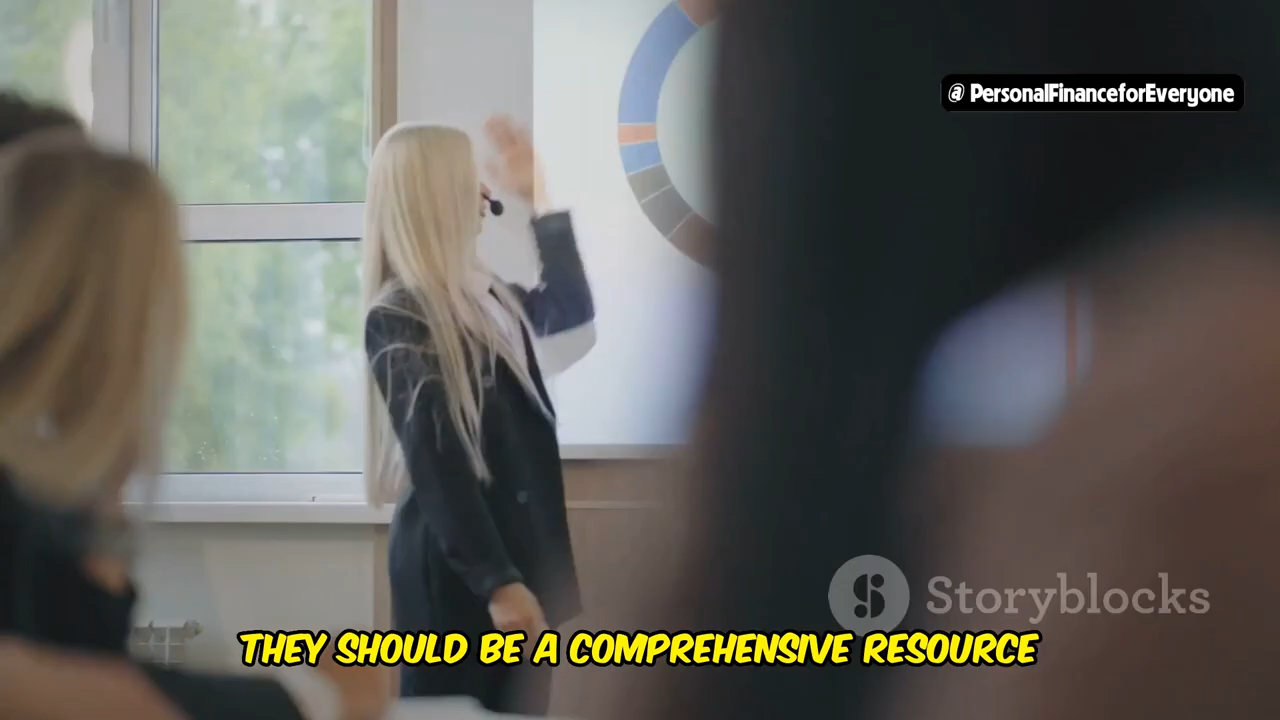 @ PersonalFinanceforEveryone
Storyblocks
THEY SHOULD BE A COMPREHENSIVE RESOURCE